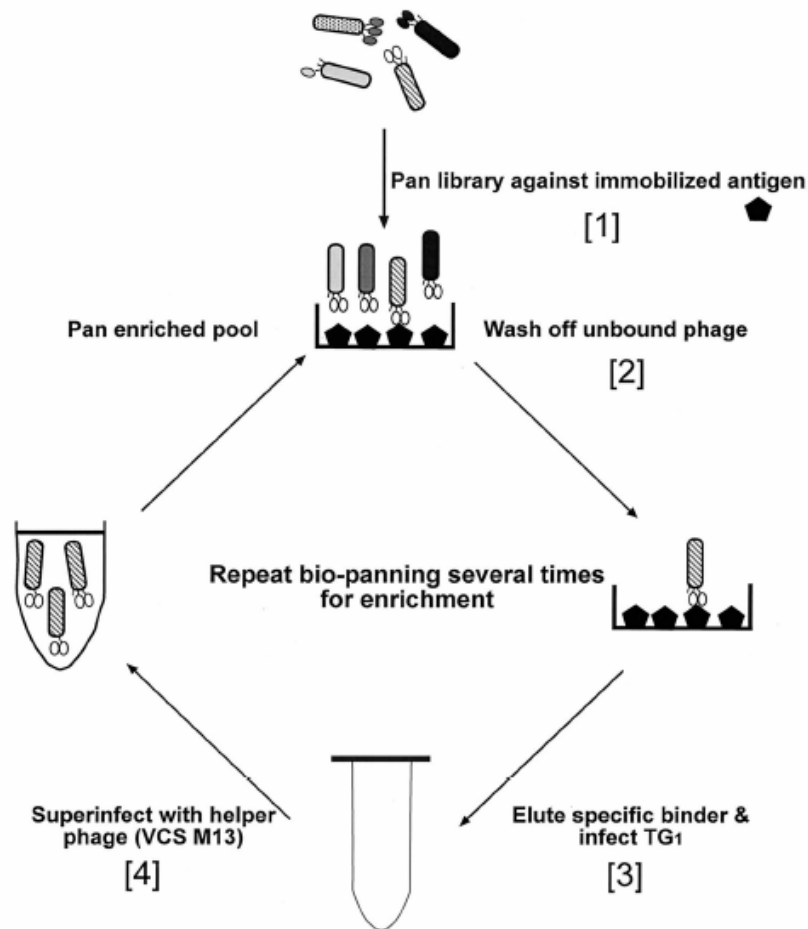 Pan library against immobilized antigen
[1]
Pan enriched pool
Wash off unbound phage
[2]
Repeat bio-panning several times
for enrichment
Superinfect with helper
phage (VCS M13)
[4]
Elute specific binder &
infect TG1
[3]